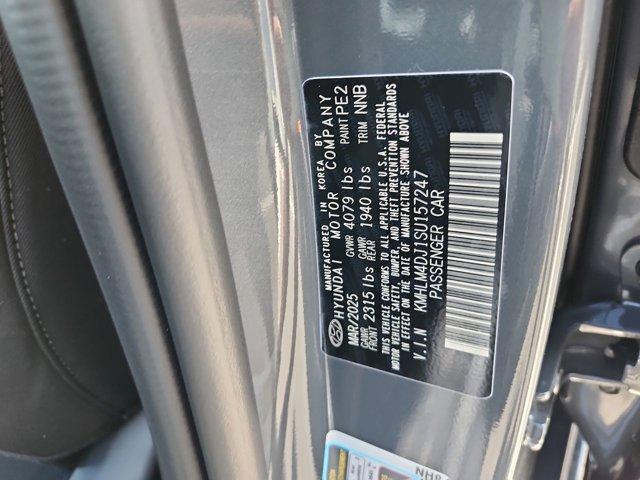 MANUFACTURED IN KOREA BY
HYUNDAI MOTOR COMPANY
MAR/2025 GVWR 4079 lbs PAINT PE2
GAWR FRONT 2315 lbs GAWR REAR 1940 lbs TRIM NNB
THIS VEHICLE CONFORMS TO ALL APPLICABLE U.S.A. FEDERAL
MOTOR VEHICLE SAFETY, BUMPER, AND THEFT PREVENTION STANDARDS
IN EFFECT ON THE DATE OF MANUFACTURE SHOWN ABOVE
V.I.N KMHLM4DJ1SU157247
PASSENGER CAR